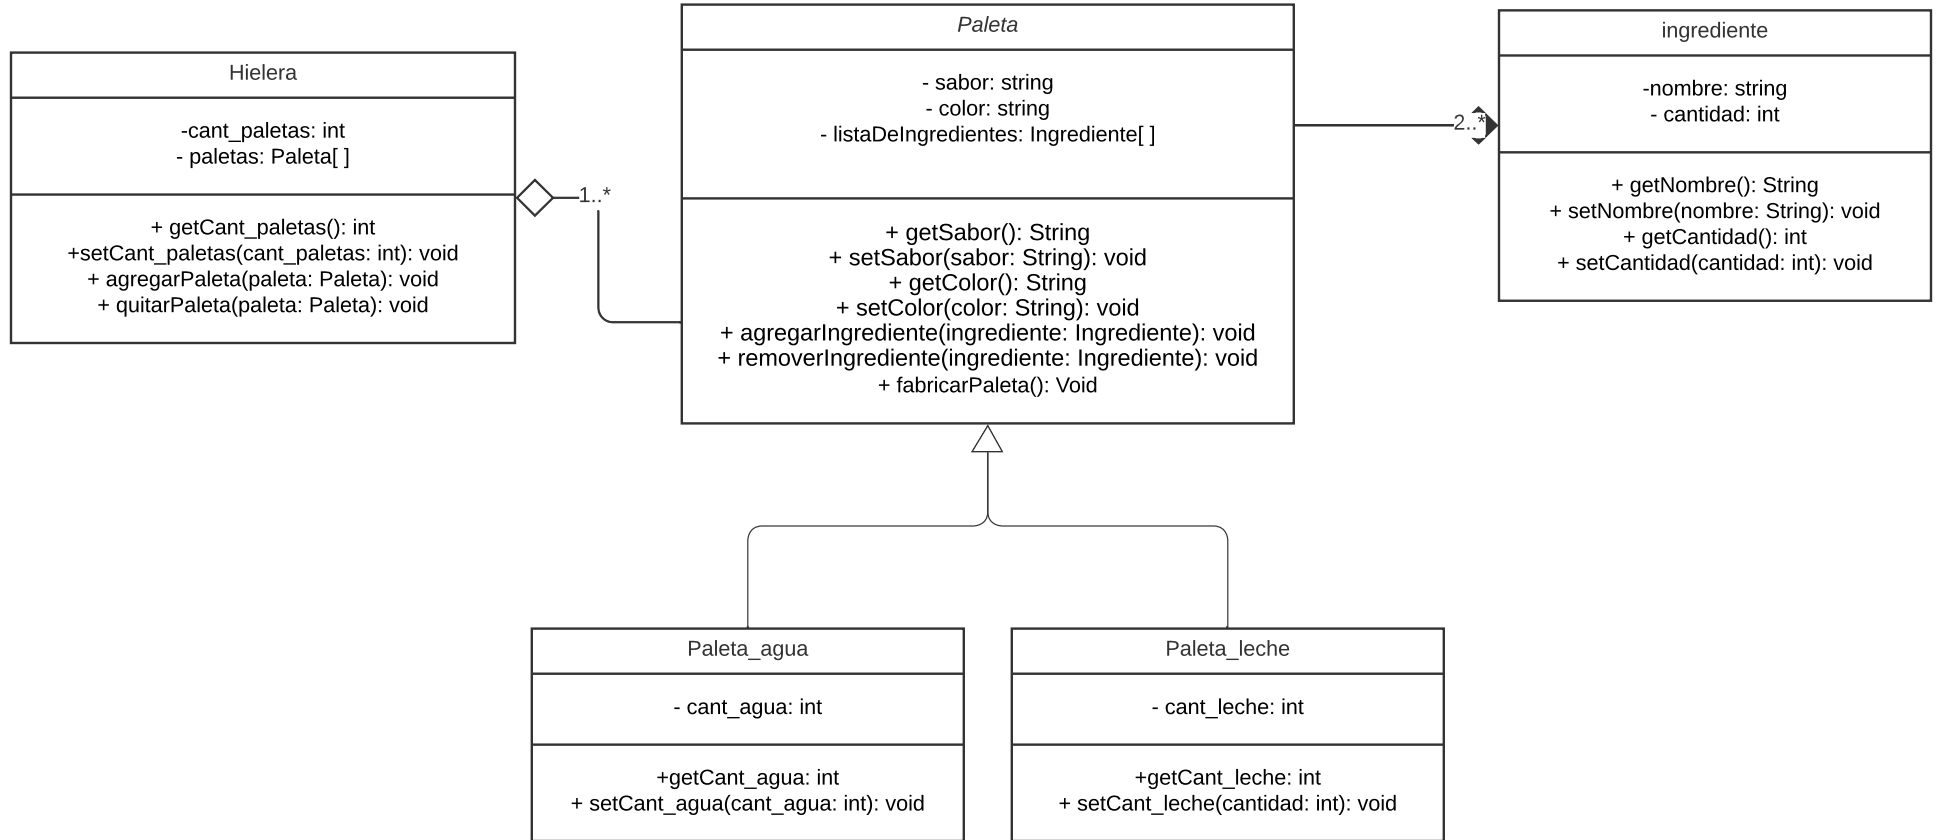 Hielera
-cant_paletas: int
- paletas: Paleta[ ]
+ getCant_paletas(): int
+setCant_paletas(cant_paletas: int): void
+ agregarPaleta(paleta: Paleta): void
+ quitarPaleta(paleta: Paleta): void
1..*
Paleta
- sabor: string
- color: string
- listaDeIngredientes: Ingrediente[ ]
+ getSabor(): String
+ setSabor(sabor: String): void
+ getColor(): String
+ setColor(color: String): void
+ agregarIngrediente(ingrediente: Ingrediente): void
+ removerIngrediente(ingrediente: Ingrediente): void
+ fabricarPaleta(): Void
2..*
ingrediente
-nombre: string
- cantidad: int
+ getNombre(): String
+ setNombre(nombre: String): void
+ getCantidad(): int
+ setCantidad(cantidad: int): void
Paleta_agua
- cant_agua: int
+getCant_agua: int
+ setCant_agua(cant_agua: int): void
Paleta_leche
- cant_leche: int
+getCant_leche: int
+ setCant_leche(cantidad: int): void